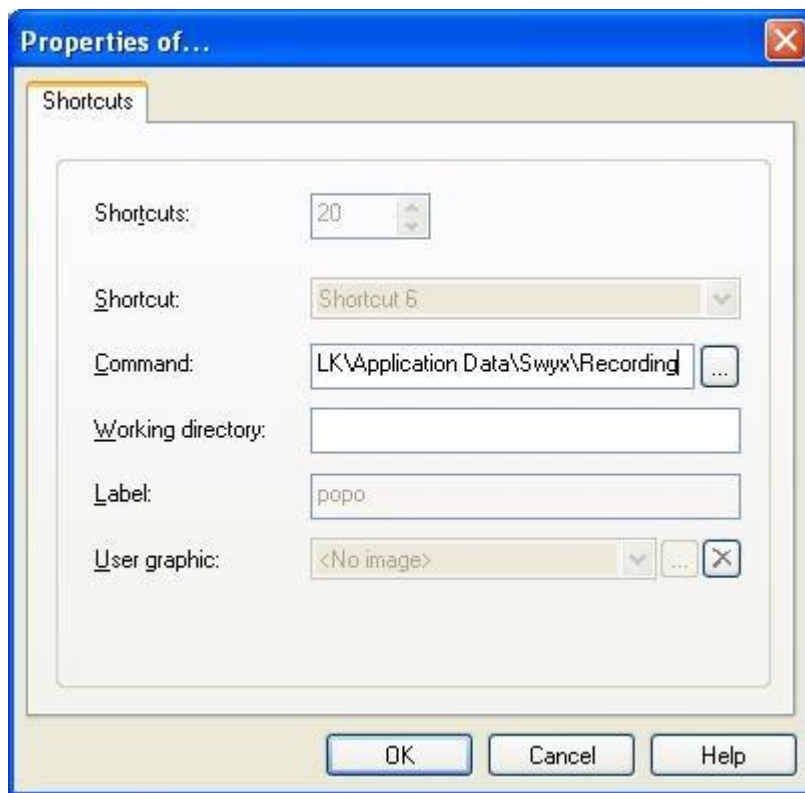 Properties of...
Shortcuts
Shortcuts: 20
Shortcut: Shortcut 6
Command: LK\Application Data\Swyx\Recording ...
Working directory:
Label: popo
User graphic: <No image> ...
OK Cancel Help